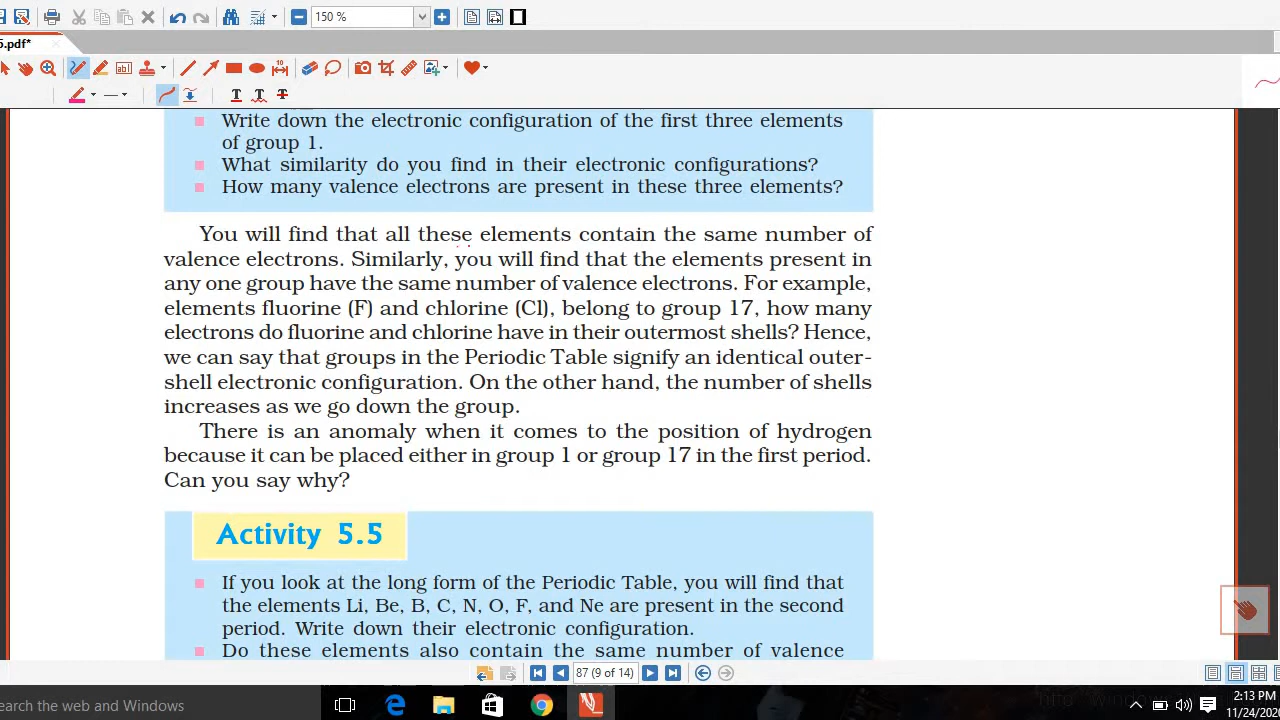 150 %
5.pdf*
Write down the electronic configuration of the first three elements
of group 1.
What similarity do you find in their electronic configurations?
How many valence electrons are present in these three elements?
You will find that all these elements contain the same number of
valence electrons. Similarly, you will find that the elements present in
any one group have the same number of valence electrons. For example,
elements fluorine (F) and chlorine (Cl), belong to group 17, how many
electrons do fluorine and chlorine have in their outermost shells? Hence,
we can say that groups in the Periodic Table signify an identical outer-
shell electronic configuration. On the other hand, the number of shells
increases as we go down the group.
There is an anomaly when it comes to the position of hydrogen
because it can be placed either in group 1 or group 17 in the first period.
Can you say why?
Activity 5.5
If you look at the long form of the Periodic Table, you will find that
the elements Li, Be, B, C, N, O, F, and Ne are present in the second
period. Write down their electronic configuration.
Do these elements also contain the same number of valence
87 (9 of 14)
earch the web and Windows
2:13 PM
11/24/202